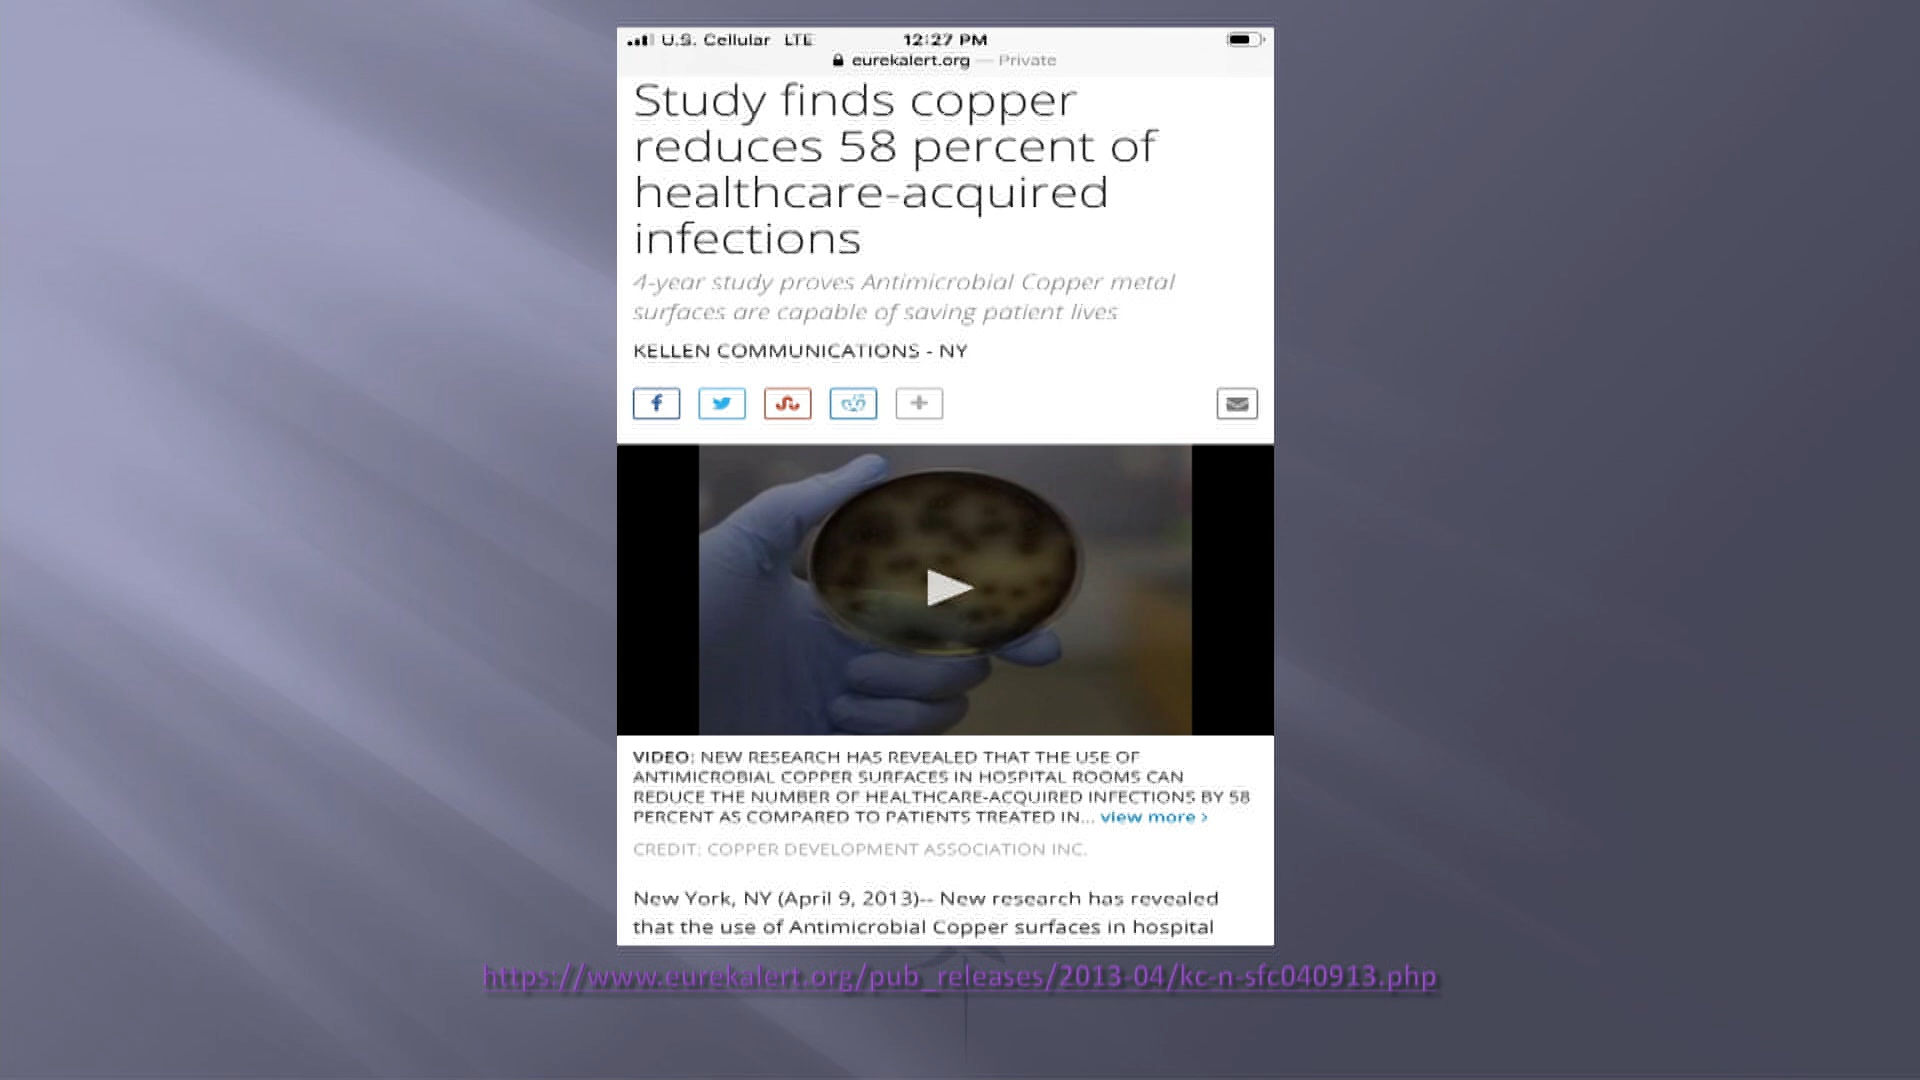 U.S. Cellular LTE 12:27 PM
eurekalert.org — Private
Study finds copper
reduces 58 percent of
healthcare-acquired
infections
4-year study proves Antimicrobial Copper metal
surfaces are capable of saving patient lives
KELLEN COMMUNICATIONS - NY
VIDEO: NEW RESEARCH HAS REVEALED THAT THE USE OF
ANTIMICROBIAL COPPER SURFACES IN HOSPITAL ROOMS CAN
REDUCE THE NUMBER OF HEALTHCARE-ACQUIRED INFECTIONS BY 58
PERCENT AS COMPARED TO PATIENTS TREATED IN... view more ›
CREDIT: COPPER DEVELOPMENT ASSOCIATION INC.
New York, NY (April 9, 2013)-- New research has revealed
that the use of Antimicrobial Copper surfaces in hospital
https://www.eurekalert.org/pub_releases/2013-04/kc-n-sfc040913.php